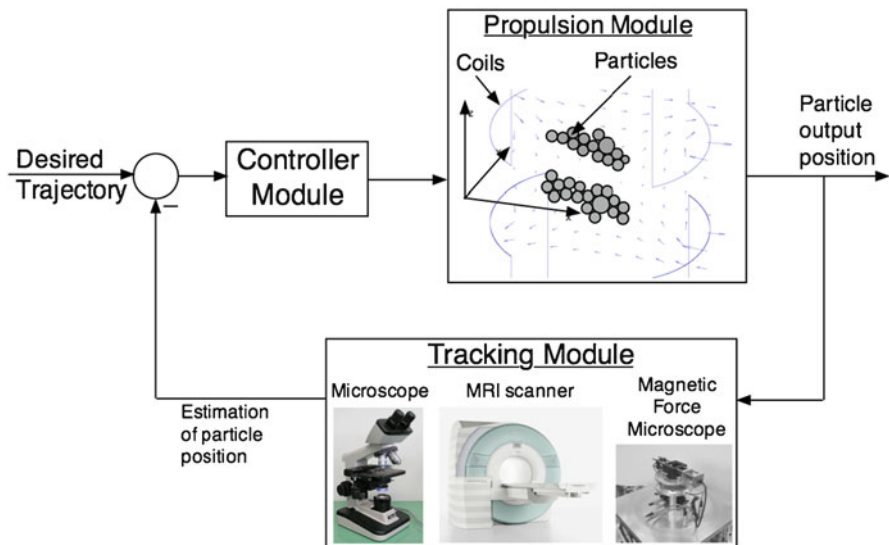 Propulsion Module
Coils
Particles
z
x
Particle
output
position
Desired
Trajectory
Controller
Module
–
Tracking Module
Microscope
MRI scanner
Magnetic
Force
Microscope
Estimation
of particle
position